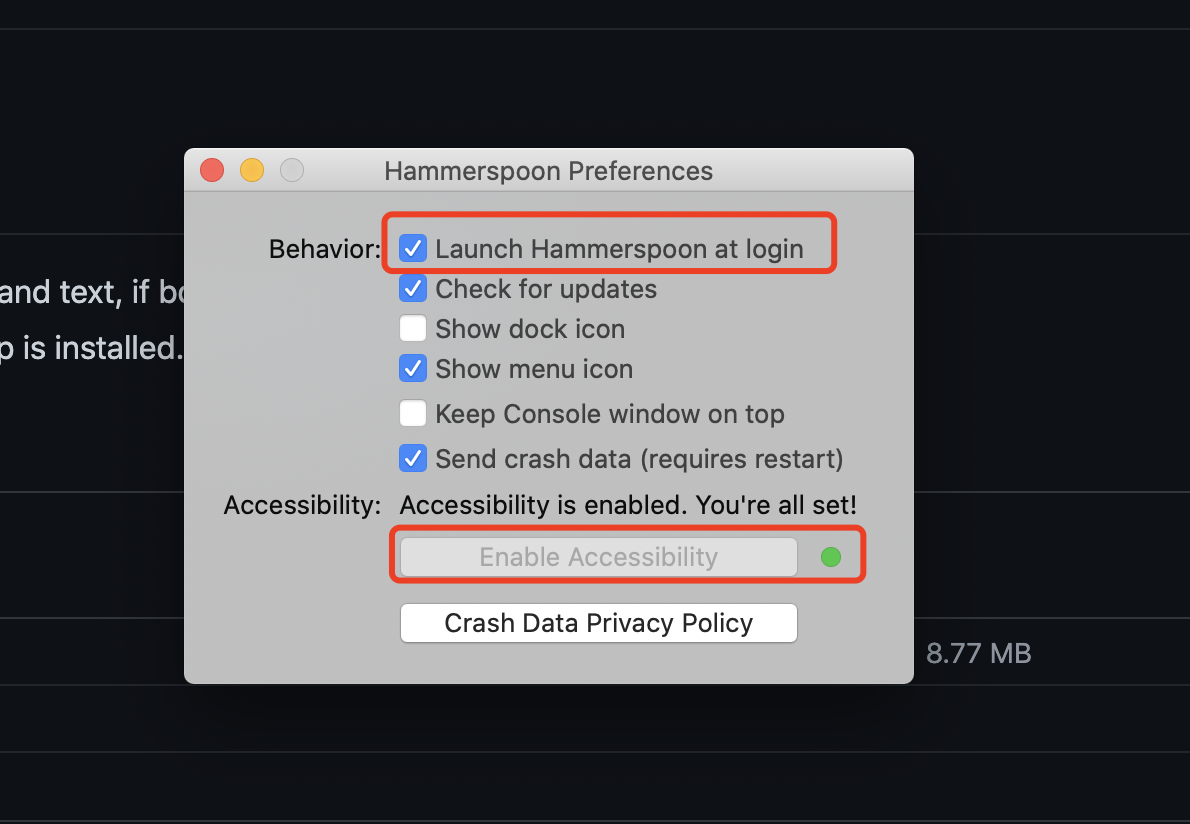 Hammerspoon Preferences
Behavior: Launch Hammerspoon at login
Check for updates
and text, if
Show dock icon
p is installed.
Show menu icon
Keep Console window on top
Send crash data (requires restart)
Accessibility: Accessibility is enabled. You're all set!
Enable Accessibility
Crash Data Privacy Policy
8.77 MB